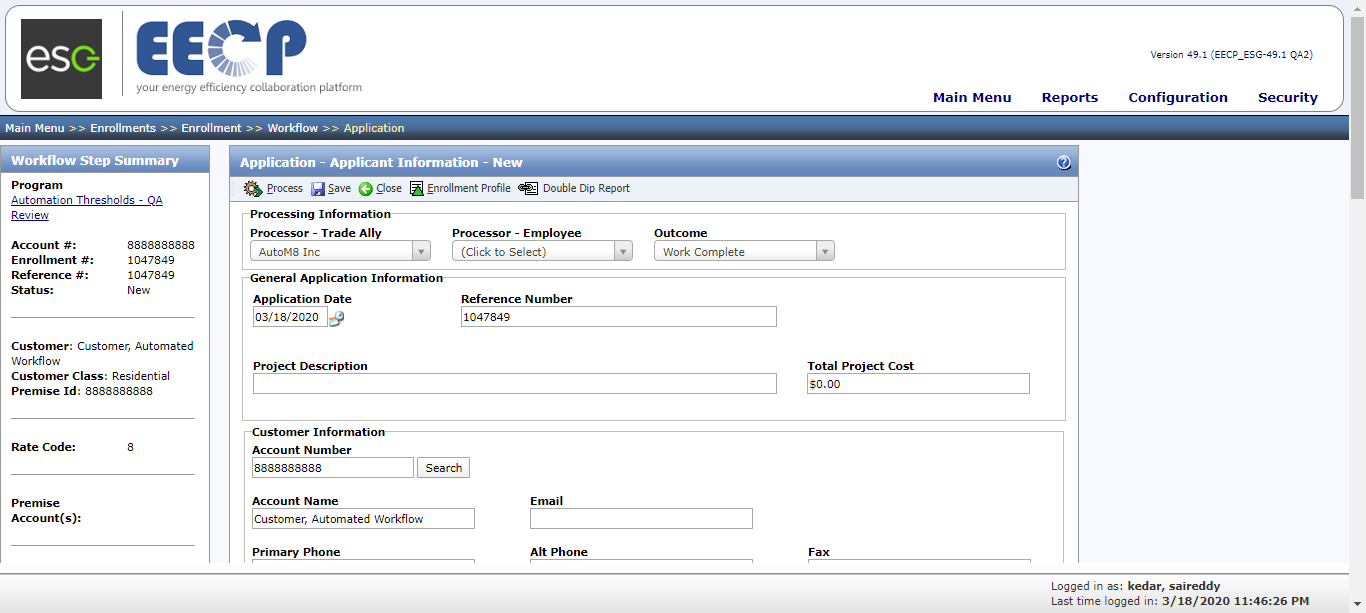 esg
EECP
your energy efficiency collaboration platform
Version 49.1 (EECP_ESG-49.1 QA2)
Main Menu Reports Configuration Security
Main Menu >> Enrollments >> Enrollment >> Workflow >> Application
Workflow Step Summary
Program
Automation Thresholds - QA
Review
Account #: 8888888888
Enrollment #: 1047849
Reference #: 1047849
Status: New
Customer: Customer, Automated
Workflow
Customer Class: Residential
Premise Id: 8888888888
Rate Code: 8
Premise
Account(s):
Application - Applicant Information - New
?
Process Save Close Enrollment Profile Double Dip Report
Processing Information
Processor - Trade Ally Processor - Employee Outcome
AutoM8 Inc (Click to Select) Work Complete
General Application Information
Application Date Reference Number
03/18/2020 1047849
Project Description Total Project Cost
$0.00
Customer Information
Account Number
8888888888 Search
Account Name Email
Customer, Automated Workflow
Primary Phone Alt Phone Fax
Logged in as: kedar, saireddy
Last time logged in: 3/18/2020 11:46:26 PM